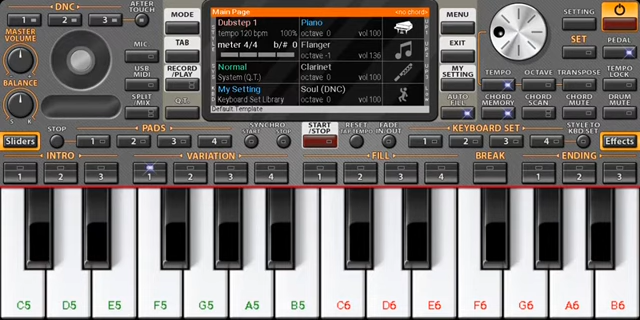 DNC
1 2 3
AFTER
TOUCH
MASTER
VOLUME
BALANCE
MIC
USB
MIDI
SPLIT
/MIX
MODE
TAB
RECORD
/PLAY
Q.T.
Main Page <no chord>
Dubstep 1 Piano
tempo 120 bpm 100% octave 0 vol 100
meter 4/4 b/# 0 Flanger
octave -1 vol 136
Normal Clarinet
System (Q.T.) octave 0 vol 100
My Setting Soul (DNC)
Keyboard Set Library octave 0 vol 100
Default Template
MENU
EXIT
MY
SETTING
AUTO
FILL
SETTING
SET
PEDAL
TEMPO OCTAVE TRANSPOSE TEMPO
LOCK
CHORD
MEMORY
CHORD
SCAN
CHORD
MUTE
DRUM
MUTE
Sliders
STOP
PADS
1 2 3 4
SYNCHRO
START STOP
START
/STOP
RESET
TAP.TEMPO
FADE
IN OUT
KEYBOARD SET
1 2 3 4
STYLE TO
KBD SET
Effects
INTRO VARIATION FILL BREAK ENDING
1 2 3 1 2 3 4 1 2 3 4 1 2 3
C5 D5 E5 F5 G5 A5 B5 C6 D6 E6 F6 G6 A6 B6